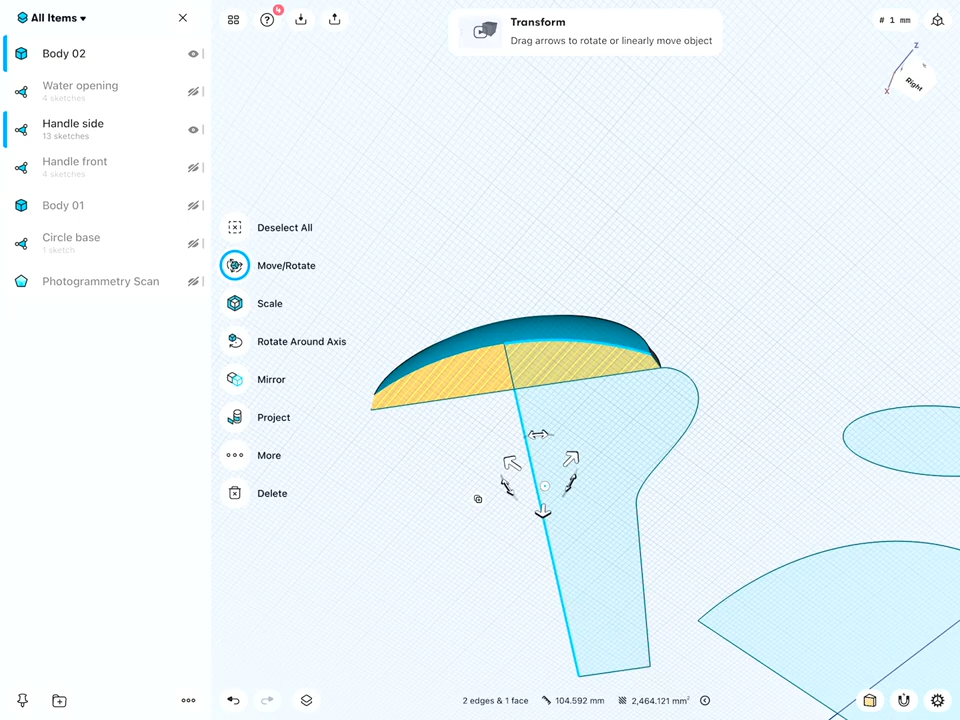 All Items
Body 02
Water opening
4 sketches
Handle side
13 sketches
Handle front
4 sketches
Body 01
Circle base
1 sketch
Photogrammetry Scan
4
Transform
Drag arrows to rotate or linearly move object
# 1 mm
Z
X
Right
Deselect All
Move/Rotate
Scale
Rotate Around Axis
Mirror
Project
More
Delete
2 edges & 1 face
104.592 mm
2,464.121 mm²